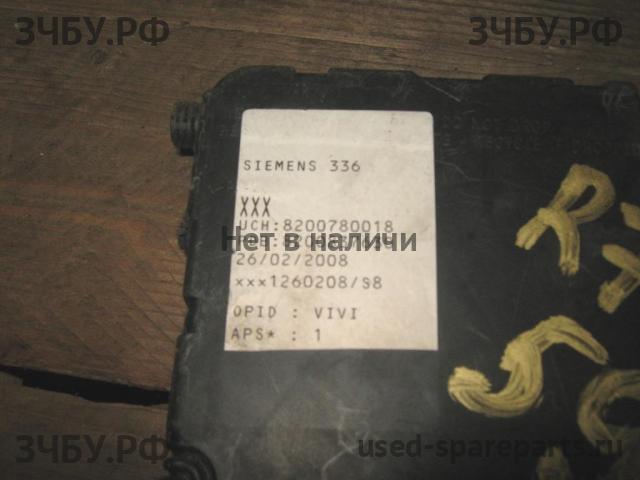 ЗЧБУ.РФ
ЗЧБУ.РФ
SIEMENS 336
XXX
UCH:8200780018
Нет в наличи
26/02/2008
xxx1260208/S8
OPID : VIVI
APS* : 1
ЗЧБУ.РФ
used-spareparts.ru